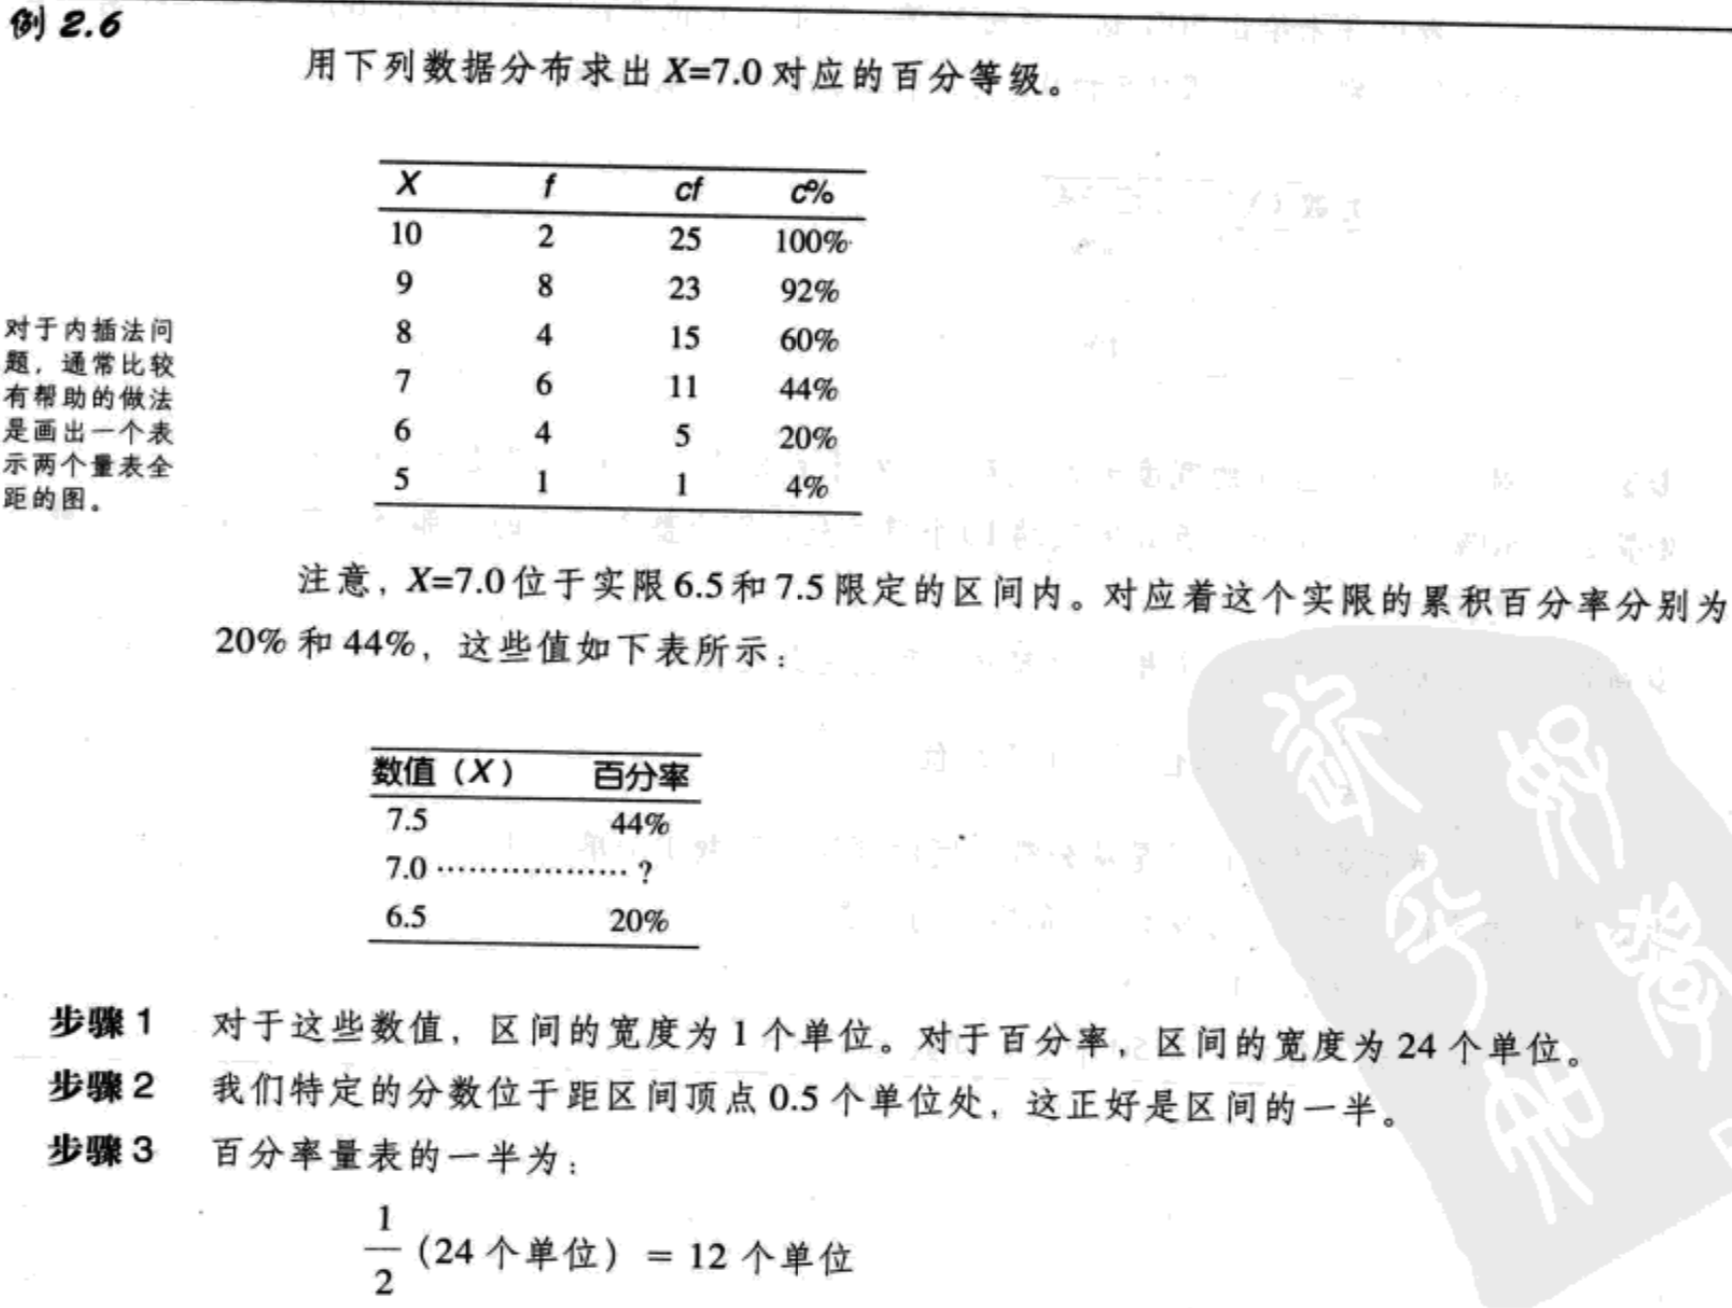 例 2.6
用下列数据分布求出 X=7.0 对应的百分等级。
X f cf c%
10 2 25 100%
9 8 23 92%
8 4 15 60%
7 6 11 44%
6 4 5 20%
5 1 1 4%
对于内插法问
题，通常比较
有帮助的做法
是画出一个表
示两个量表全
距的图。
注意，X=7.0位于实限6.5和7.5限定的区间内。对应着这个实限的累积百分率分别为
20% 和 44%，这些值如下表所示：
数值（X） 百分率
7.5 44%
7.0 ·················· ?
6.5 20%
步骤 1 对于这些数值，区间的宽度为 1 个单位。对于百分率，区间的宽度为 24 个单位。
步骤 2 我们特定的分数位于距区间顶点 0.5 个单位处，这正好是区间的一半。
步骤 3 百分率量表的一半为：
1/2（24 个单位）= 12 个单位